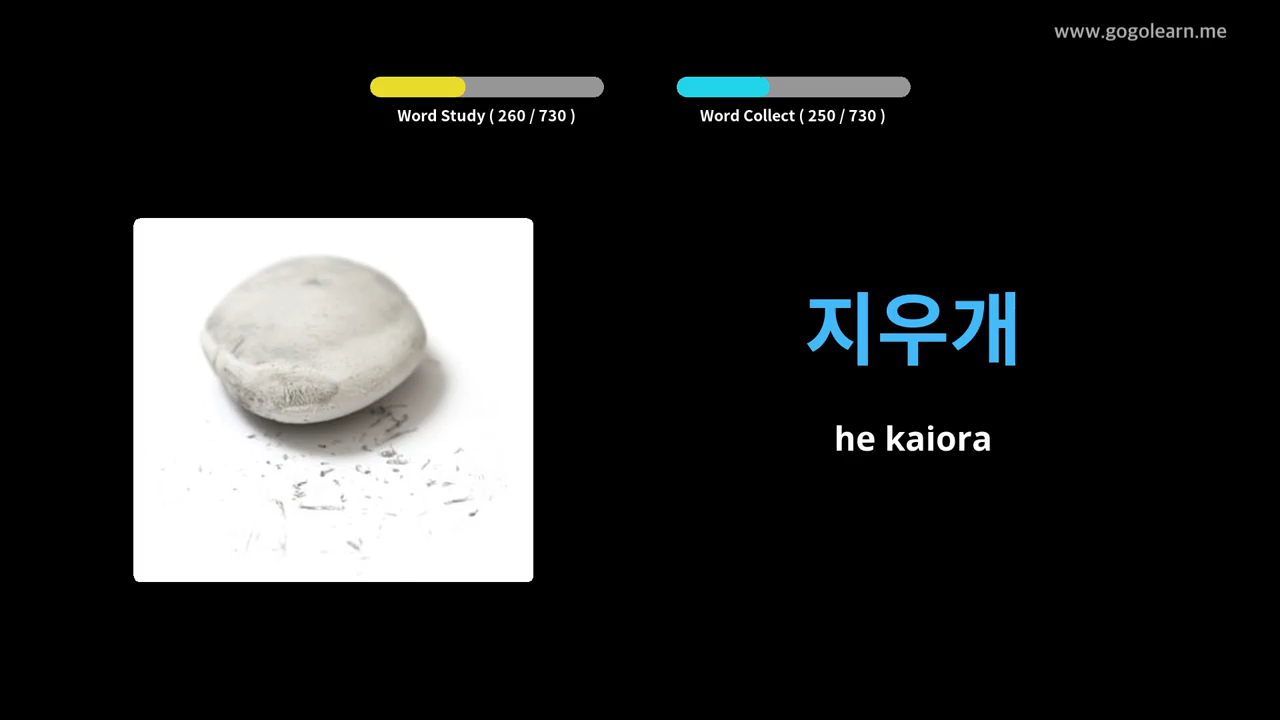 www.gogolearn.me
Word Study ( 260 / 730 )
Word Collect ( 250 / 730 )
지우개
he kaiora